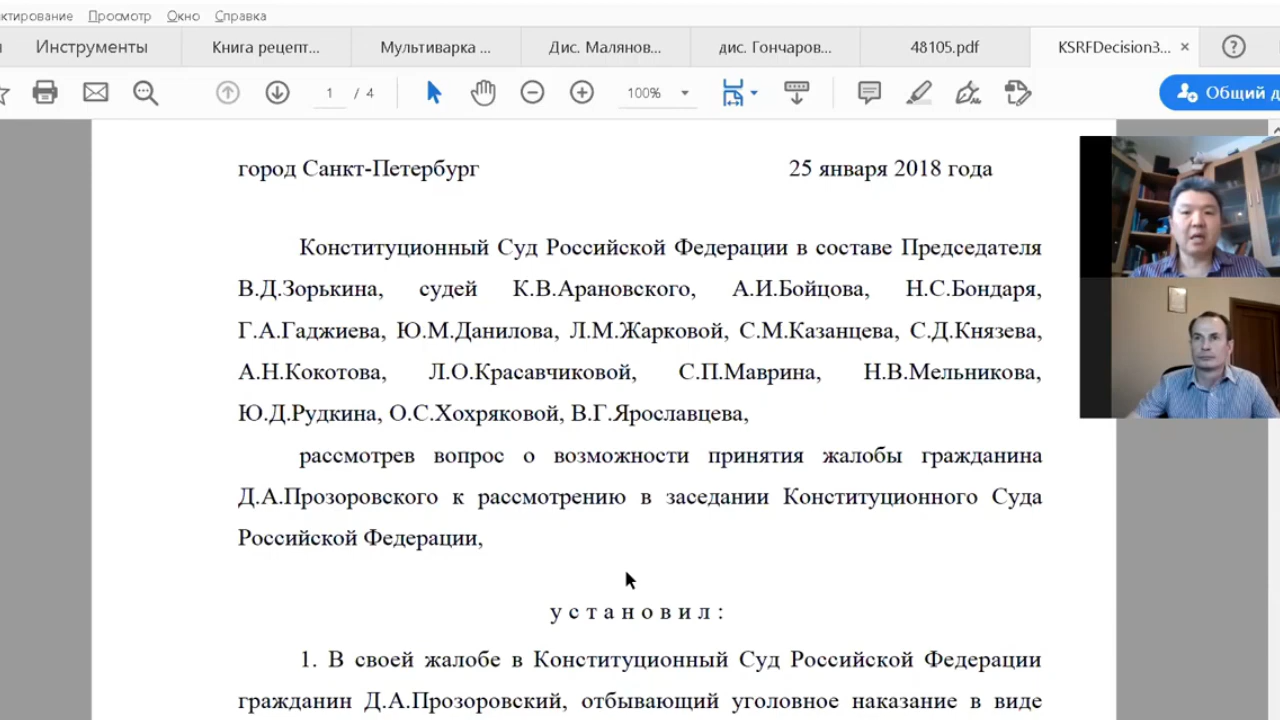 ктирование Просмотр Окно Справка
Инструменты Книга рецепт... Мультиварка ... Дис. Малянов... дис. Гончаров... 48105.pdf KSRFDecision3... × ?
1 / 4 100% Общий д
город Санкт-Петербург 25 января 2018 года
Конституционный Суд Российской Федерации в составе Председателя
В.Д.Зорькина, судей К.В.Арановского, А.И.Бойцова, Н.С.Бондаря,
Г.А.Гаджиева, Ю.М.Данилова, Л.М.Жарковой, С.М.Казанцева, С.Д.Князева,
А.Н.Кокотова, Л.О.Красавчиковой, С.П.Маврина, Н.В.Мельникова,
Ю.Д.Рудкина, О.С.Хохряковой, В.Г.Ярославцева,
рассмотрев вопрос о возможности принятия жалобы гражданина
Д.А.Прозоровского к рассмотрению в заседании Конституционного Суда
Российской Федерации,
у с т а н о в и л :
1. В своей жалобе в Конституционный Суд Российской Федерации
гражданин Д.А.Прозоровский, отбывающий уголовное наказание в виде